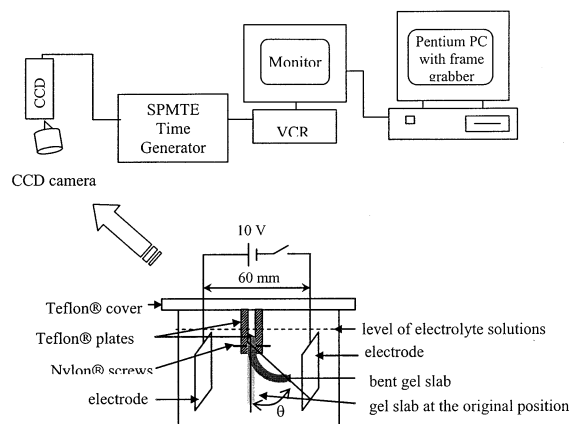 Pentium PC
with frame
grabber
Monitor
CCD
SPMTE
Time
Generator
VCR
CCD camera
10 V
60 mm
Teflon® cover
level of electrolyte solutions
Teflon® plates
electrode
Nylon® screws
bent gel slab
electrode
gel slab at the original position
θ